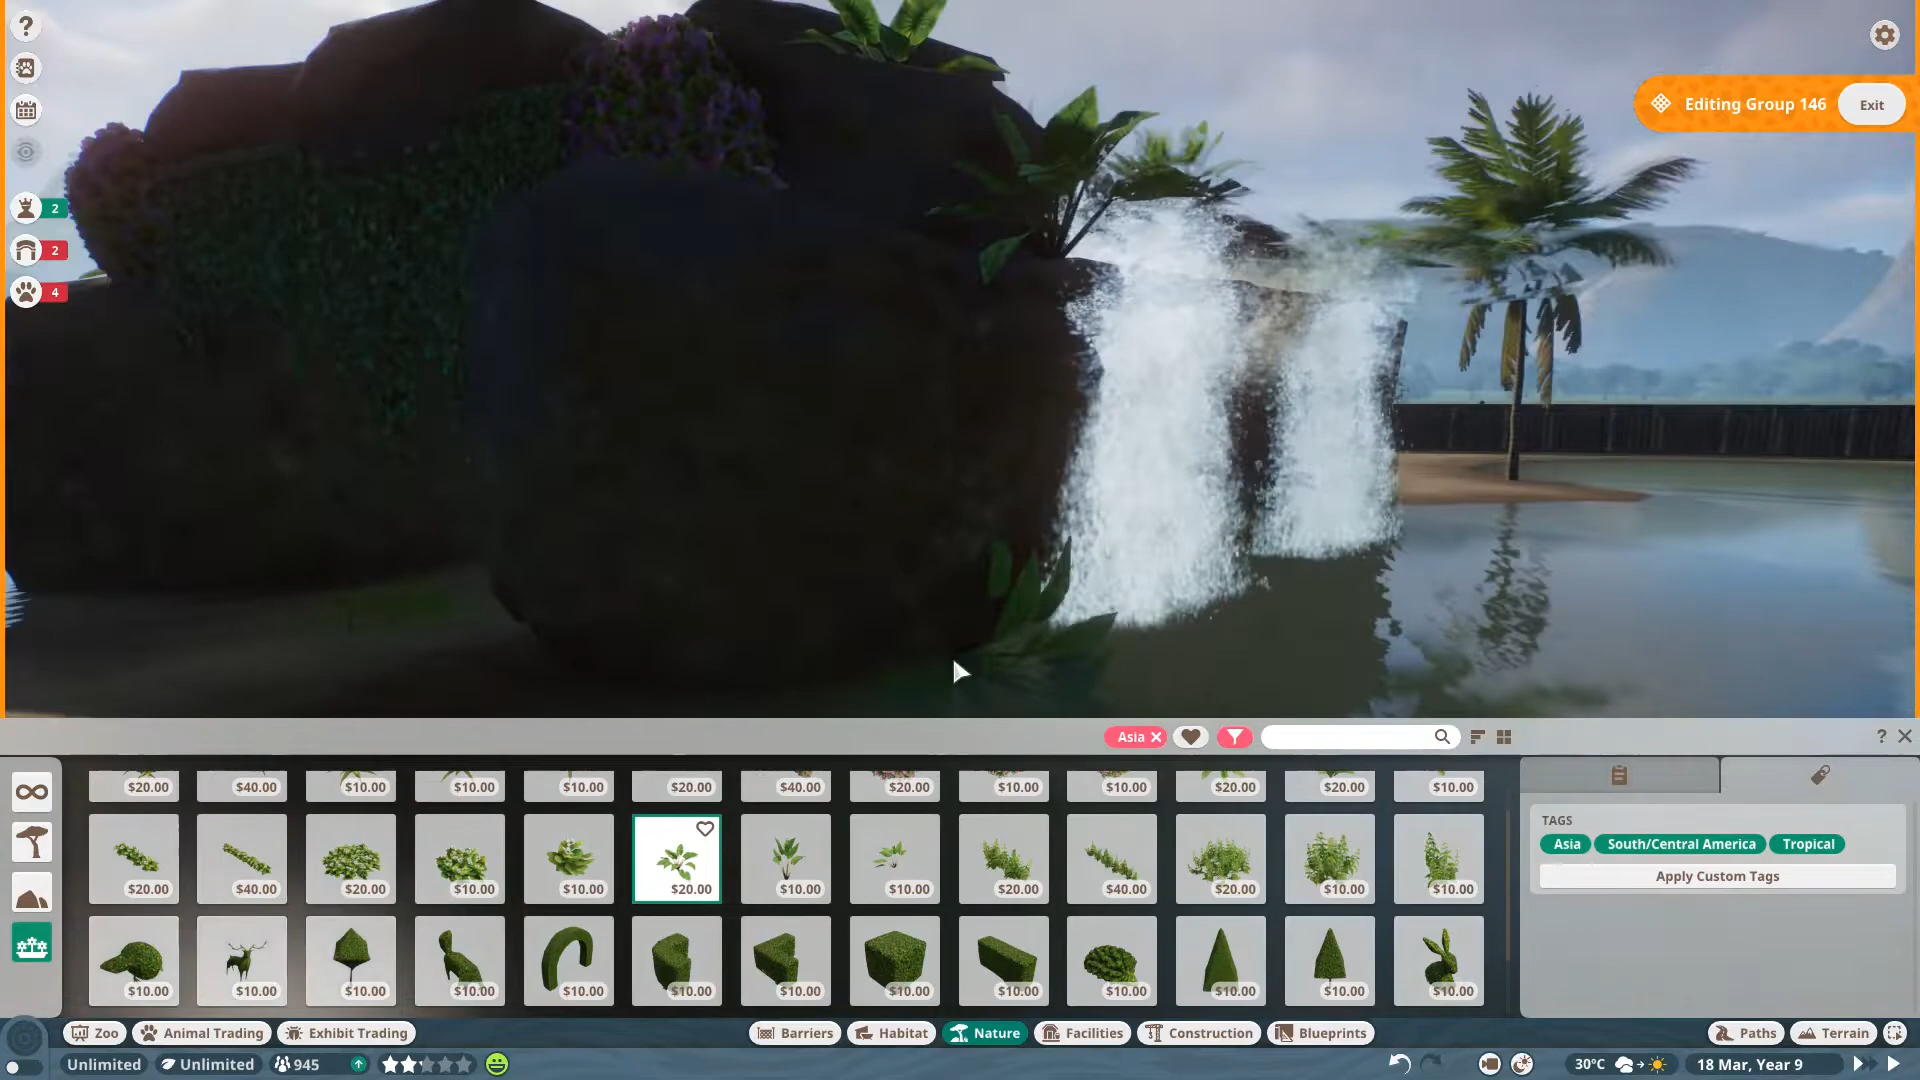 ?
Editing Group 146
Exit
2
2
4
Asia
?
$20.00 $40.00 $10.00 $10.00 $10.00 $20.00 $40.00 $20.00 $10.00 $10.00 $20.00 $20.00 $10.00
$20.00 $40.00 $20.00 $10.00 $10.00 $20.00 $10.00 $10.00 $20.00 $40.00 $20.00 $10.00 $10.00
$10.00 $10.00 $10.00 $10.00 $10.00 $10.00 $10.00 $10.00 $10.00 $10.00 $10.00 $10.00 $10.00
TAGS
Asia South/Central America Tropical
Apply Custom Tags
Zoo Animal Trading Exhibit Trading Barriers Habitat Nature Facilities Construction Blueprints Paths Terrain
Unlimited Unlimited 945 30°C 18 Mar, Year 9